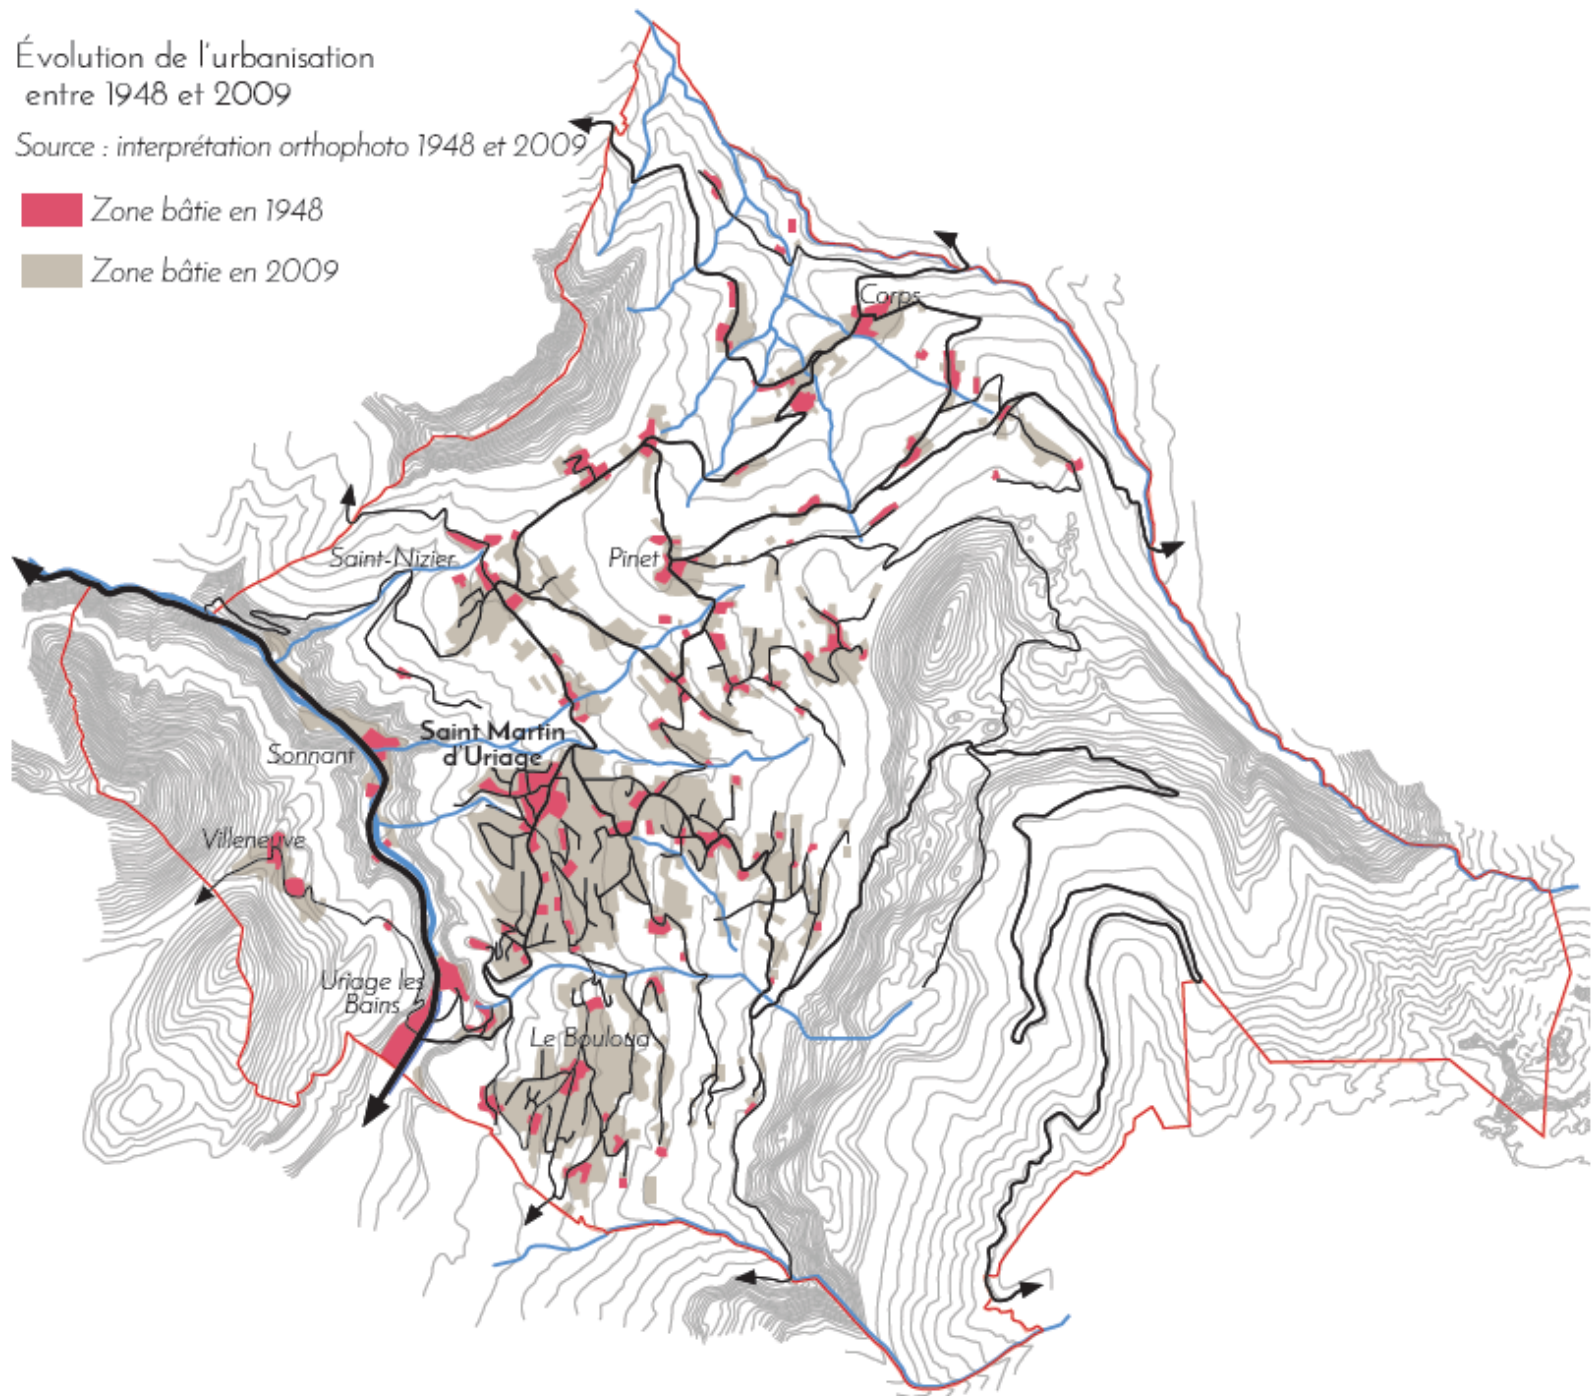 Évolution de l'urbanisation
entre 1948 et 2009
Source : interprétation orthophoto 1948 et 2009
Zone bâtie en 1948
Zone bâtie en 2009
Corps
Saint-Nizier
Pinet
Saint Martin
d'Uriage
Sonnant
Villeneuve
Uriage les
Bains
Le Bouloud